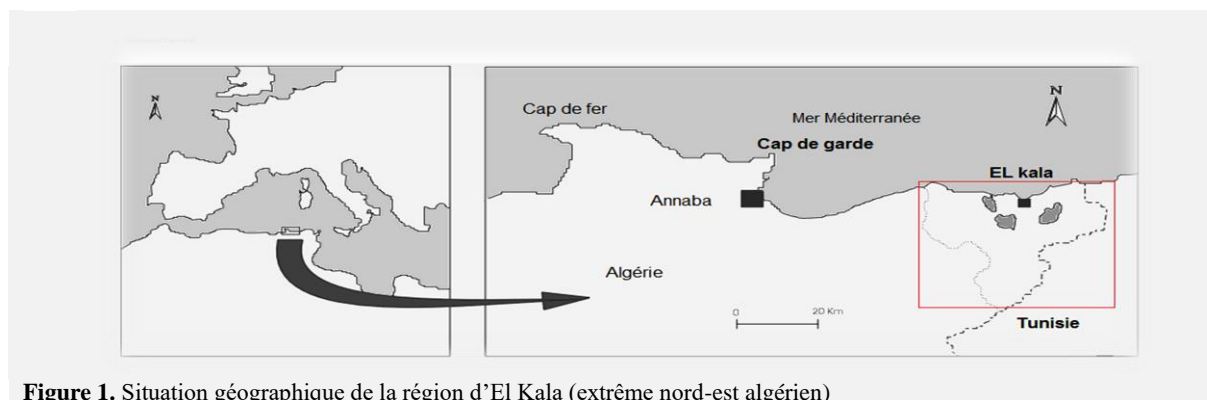 N
Cap de fer
Mer Méditerranée
Cap de garde
N
EL kala
Annaba
Algérie
0
20 Km
Tunisie
Figure 1. Situation géographique de la région d’El Kala (extrême nord-est algérien)